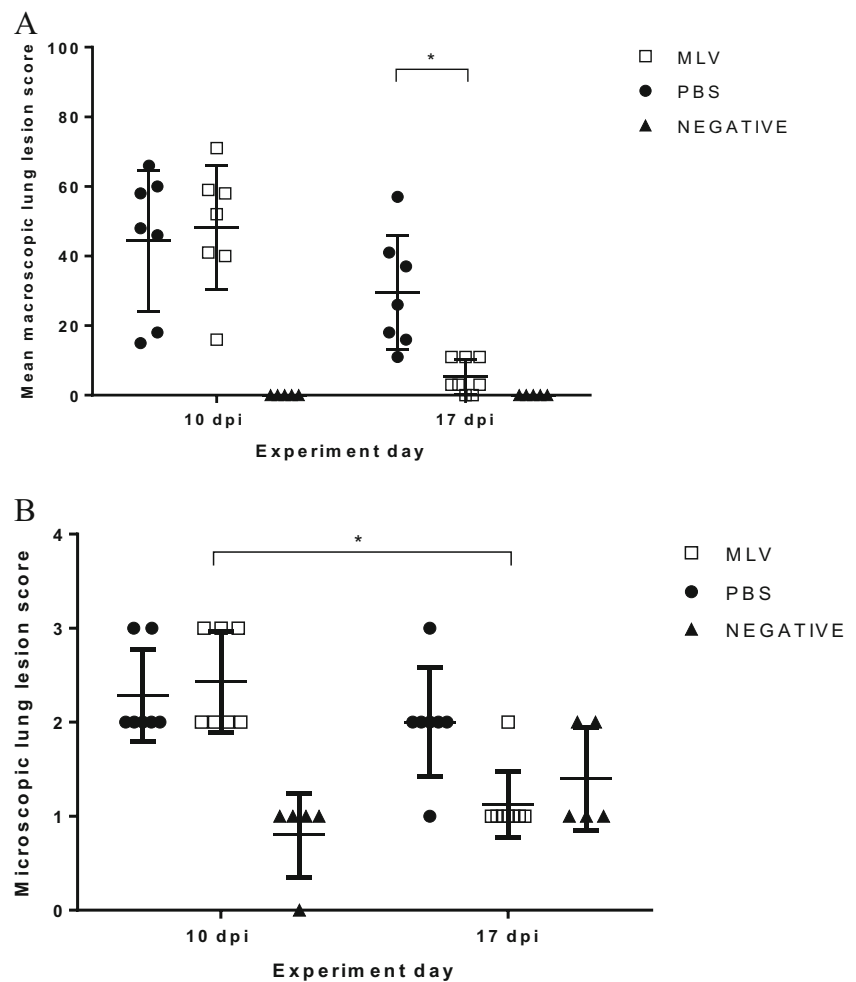 A
Mean macroscopic lung lesion score
100
80
60
40
20
0
*
□ MLV
● PBS
▲ NEGATIVE
10 dpi 17 dpi
Experiment day
B
Microscopic lung lesion score
4
3
2
1
0
*
□ MLV
● PBS
▲ NEGATIVE
10 dpi 17 dpi
Experiment day